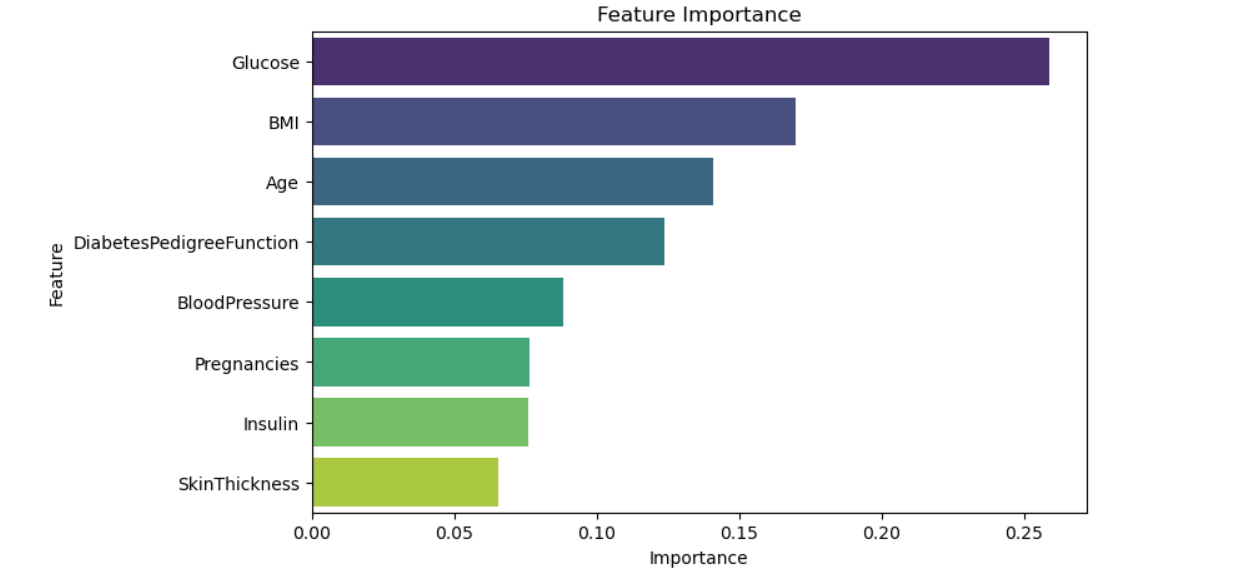 Feature Importance
Glucose
BMI
Age
DiabetesPedigreeFunction
BloodPressure
Pregnancies
Insulin
SkinThickness
Feature
0.00 0.05 0.10 0.15 0.20 0.25
Importance